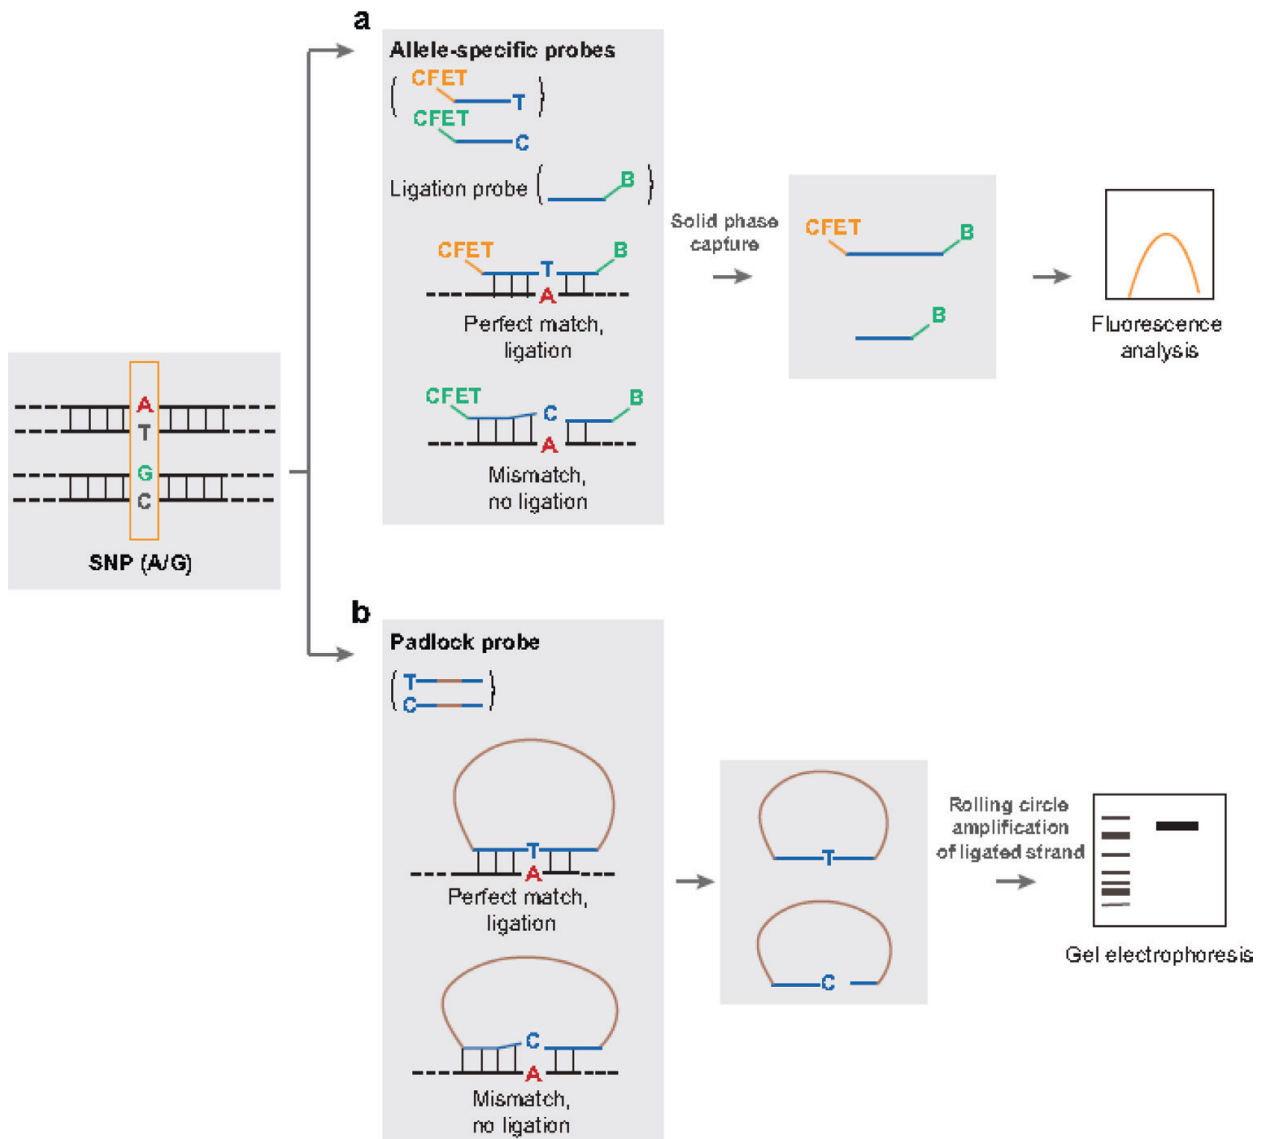 a
Allele-specific probes
CFET
T
CFET
C
Ligation probe
B
CFET
B
T
A
Perfect match,
ligation
CFET
B
C
A
Mismatch,
no ligation
Solid phase
capture
CFET
B
B
Fluorescence
analysis
A
T
G
C
SNP (A/G)
b
Padlock probe
T
C
T
A
Perfect match,
ligation
C
A
Mismatch,
no ligation
T
C
Rolling circle
amplification
of ligated strand
Gel electrophoresis